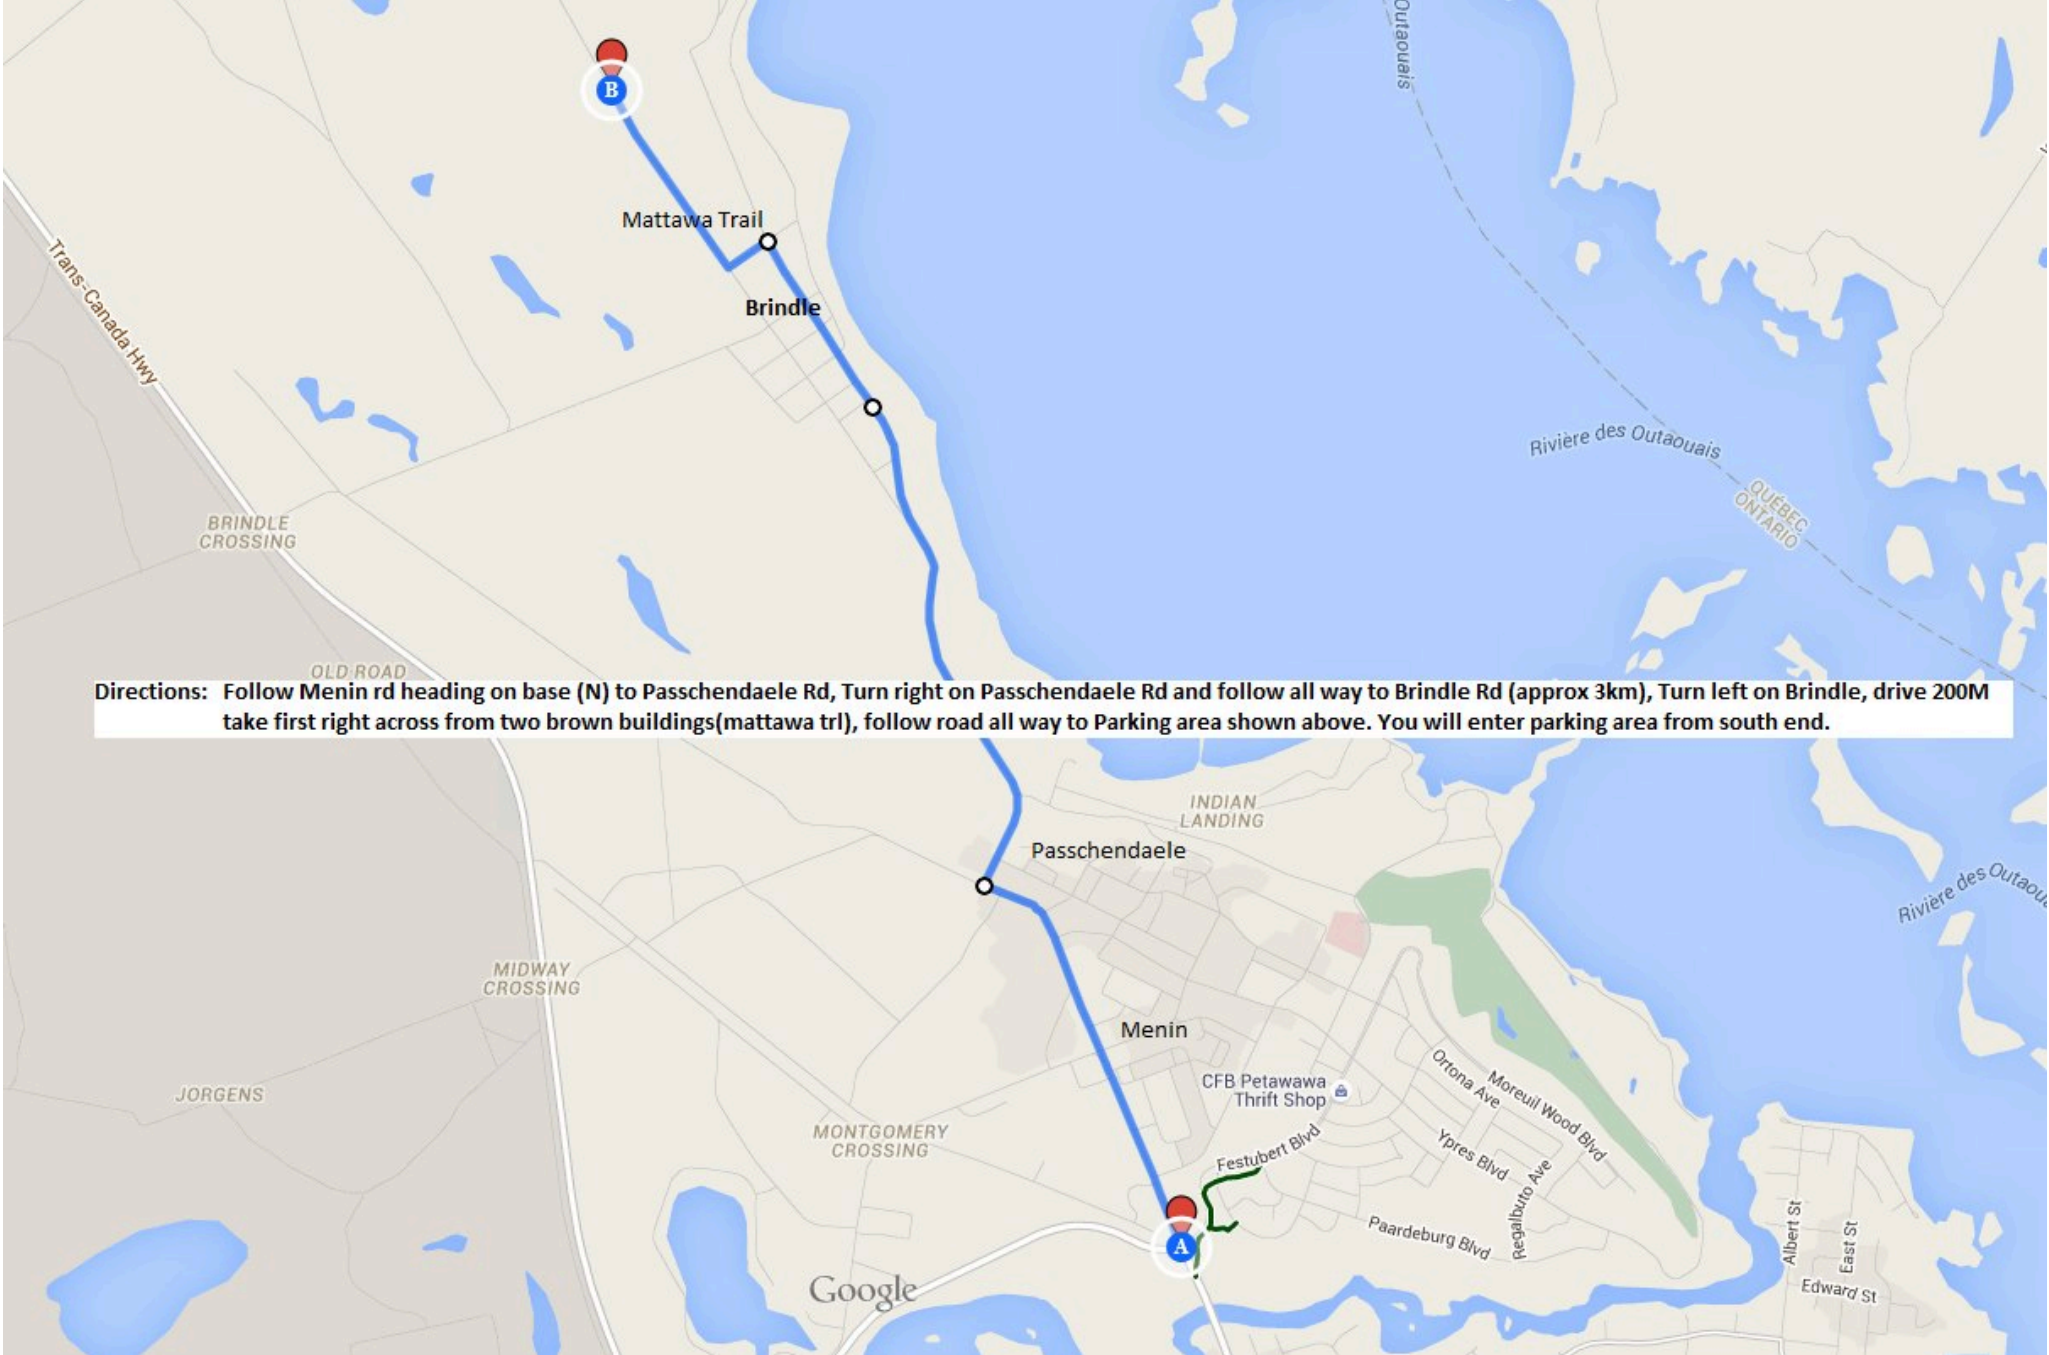 Outaouais
B
Mattawa Trail
Trans-Canada Hwy
Brindle
Rivière des Outaouais
QUÉBEC
ONTARIO
BRINDLE
CROSSING
OLD ROAD
Directions: Follow Menin rd heading on base (N) to Passchendaele Rd, Turn right on Passchendaele Rd and follow all way to Brindle Rd (approx 3km), Turn left on Brindle, drive 200M
take first right across from two brown buildings(mattawa trl), follow road all way to Parking area shown above. You will enter parking area from south end.
INDIAN
LANDING
Passchendaele
Rivière des Outaou
MIDWAY
CROSSING
Menin
CFB Petawawa
Thrift Shop
Ortona Ave
Moreuil Wood Blvd
JORGENS
MONTGOMERY
CROSSING
Festubert Blvd
Ypres Blvd
Regalbuto Ave
Paardeburg Blvd
Albert St
East St
A
Google
Edward St